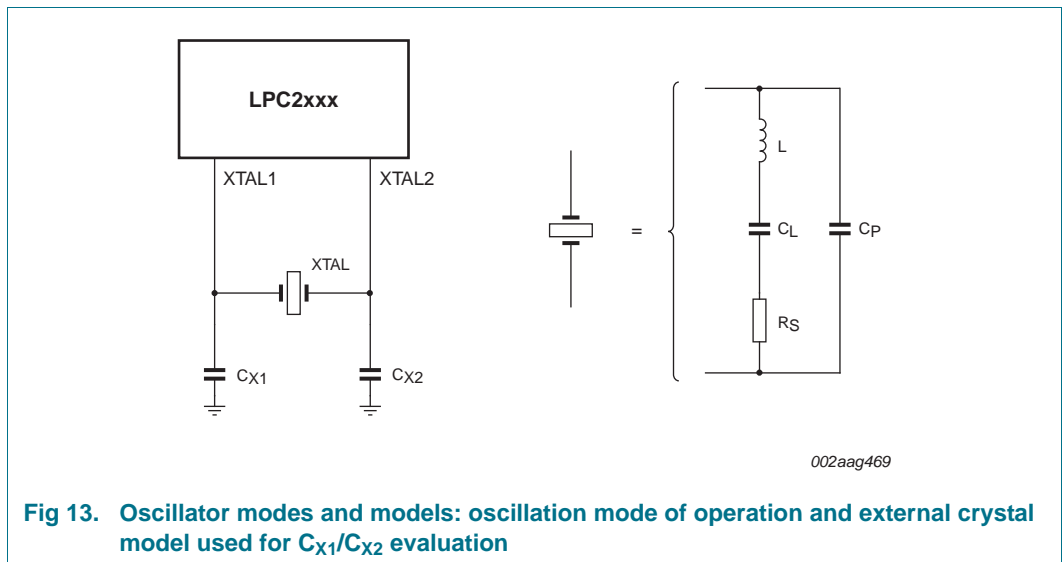 LPC2xxx
XTAL1 XTAL2
XTAL
CX1 CX2
=
L
CL CP
RS
002aag469
Fig 13. Oscillator modes and models: oscillation mode of operation and external crystal
model used for CX1/CX2 evaluation